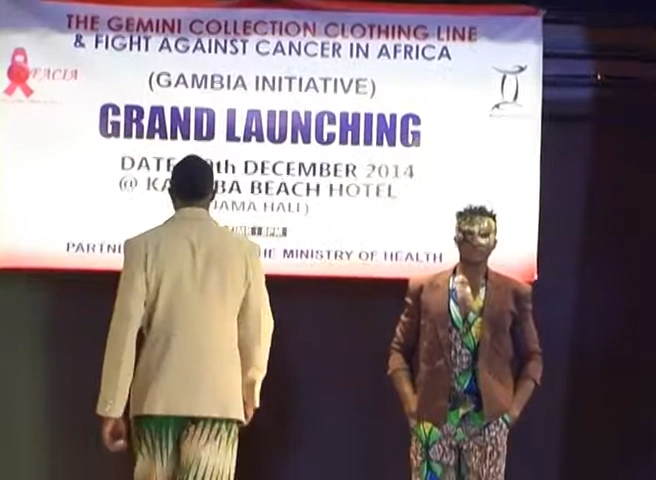 THE GEMINI COLLECTION CLOTHING LINE
& FIGHT AGAINST CANCER IN AFRICA
FACIA
(GAMBIA INITIATIVE)
GRAND LAUNCHING
DATE DECEMBER 2014
@ BEACH HOTEL
HALL)
8PM
MINISTRY OF HEALTH